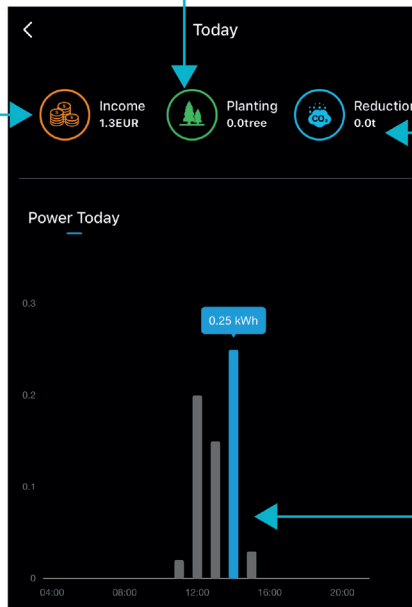 Today
Income
1.3EUR
Planting
0.0tree
CO₂
Reduction
0.0t
Power Today
0.3
0.25 kWh
0.2
0.1
0
04:00 08:00 12:00 16:00 20:00